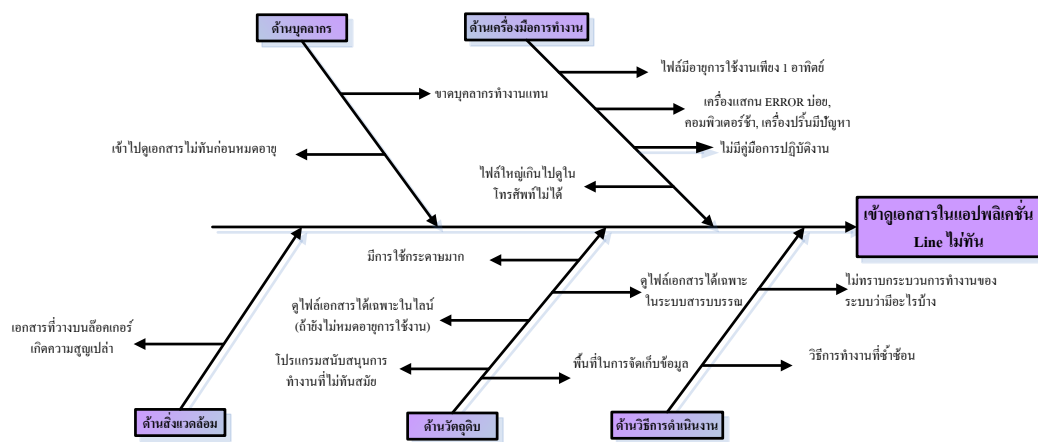 ด้านบุคลากร
ด้านเครื่องมือการทำงาน
ไฟล์มีอายุการใช้งานเพียง 1 อาทิตย์
ขาดบุคลากรทำงานแทน
เครื่องแสกน ERROR บ่อย,
คอมพิวเตอร์ช้า, เครื่องปริ้นมีปัญหา
เข้าไปดูเอกสารไม่ทันก่อนหมดอายุ
ไม่มีคู่มือการปฏิบัติงาน
ไฟล์ใหญ่เกินไปดูใน
โทรศัพท์ไม่ได้
เข้าดูเอกสารในแอปพลิเคชั่น
Line ไม่ทัน
มีการใช้กระดาษมาก
ดูไฟล์เอกสารได้เฉพาะ
ในระบบสารบบรรณ
ไม่ทราบกระบวนการทำงานของ
ระบบว่ามีอะไรบ้าง
ดูไฟล์เอกสารได้เฉพาะในไลน์
(ถ้ายังไม่หมดอายุการใช้งาน)
เอกสารที่วางบนล๊อคเกอร์
เกิดความสูญเปล่า
โปรแกรมสนับสนุนการ
ทำงานที่ไม่ทันสมัย
พื้นที่ในการจัดเก็บข้อมูล
วิธีการทำงานที่ซ้ำซ้อน
ด้านสิ่งแวดล้อม
ด้านวัตถุดิบ
ด้านวิธีการดำเนินงาน